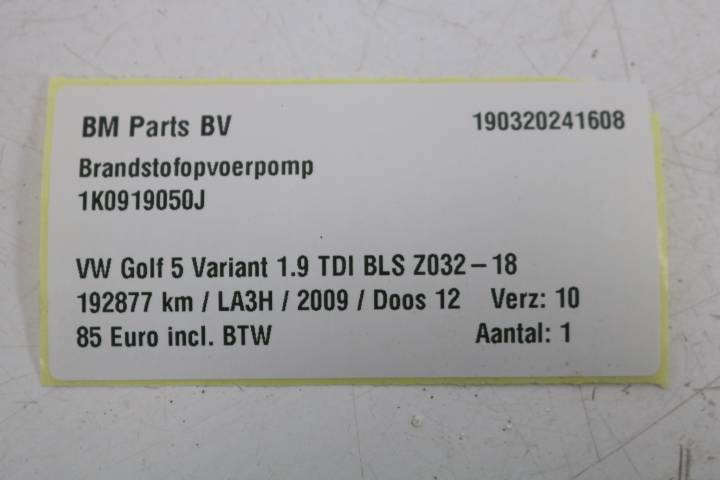 BM Parts BV 190320241608
Brandstofopvoerpomp
1K0919050J
VW Golf 5 Variant 1.9 TDI BLS Z032-18
192877 km / LA3H / 2009 / Doos 12 Verz: 10
85 Euro incl. BTW Aantal: 1